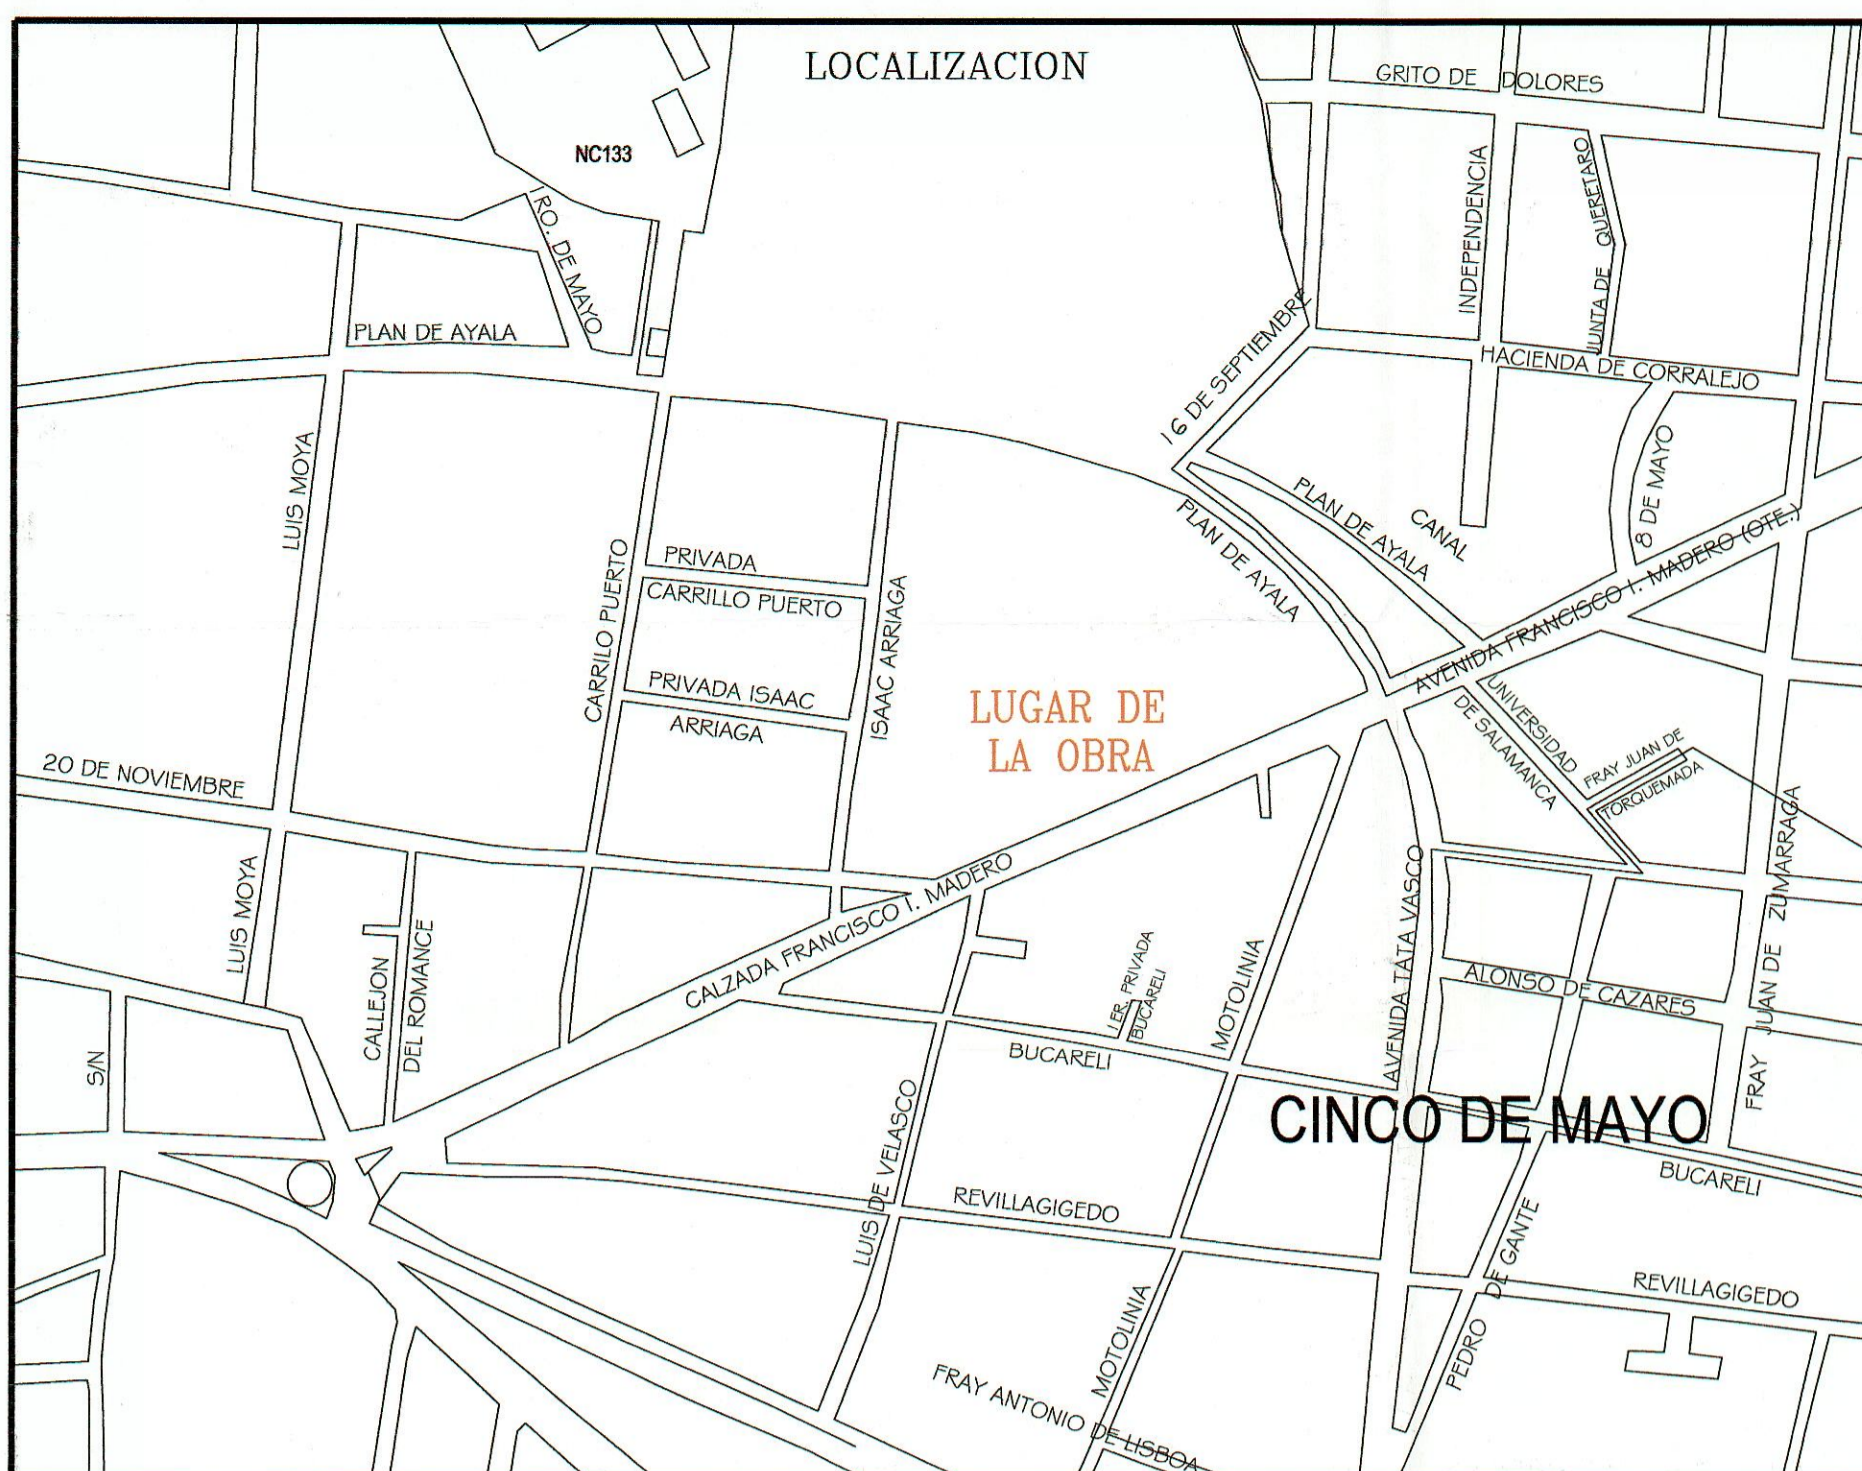 LOCALIZACION
GRITO DE DOLORES
NC133
1RO. DE MAYO
INDEPENDENCIA
JUNTA DE QUERETARO
PLAN DE AYALA
16 DE SEPTIEMBRE
HACIENDA DE CORRALEJO
LUIS MOYA
8 DE MAYO
PLAN DE AYALA
CANAL
PLAN DE AYALA
AVENIDA FRANCISCO I. MADERO (OTE.)
CARRILO PUERTO
PRIVADA
CARRILLO PUERTO
ISAAC ARRIAGA
PRIVADA ISAAC
ARRIAGA
LUGAR DE
LA OBRA
UNIVERSIDAD
DE SALAMANCA
FRAY JUAN DE
TORQUEMADA
20 DE NOVIEMBRE
LUIS MOYA
CALLEJON
DEL ROMANCE
CALZADA FRANCISCO I. MADERO
AVENIDA TATA VASCO
FRAY JUAN DE ZUMARRAGA
1 ER. PRIVADA
BUCARELI
MOTOLINIA
ALONSO DE CAZARES
S/N
BUCARELI
CINCO DE MAYO
LUIS DE VELASCO
BUCARELI
REVILLAGIGEDO
PEDRO DE GANTE
REVILLAGIGEDO
MOTOLINIA
FRAY ANTONIO DE LISBOA